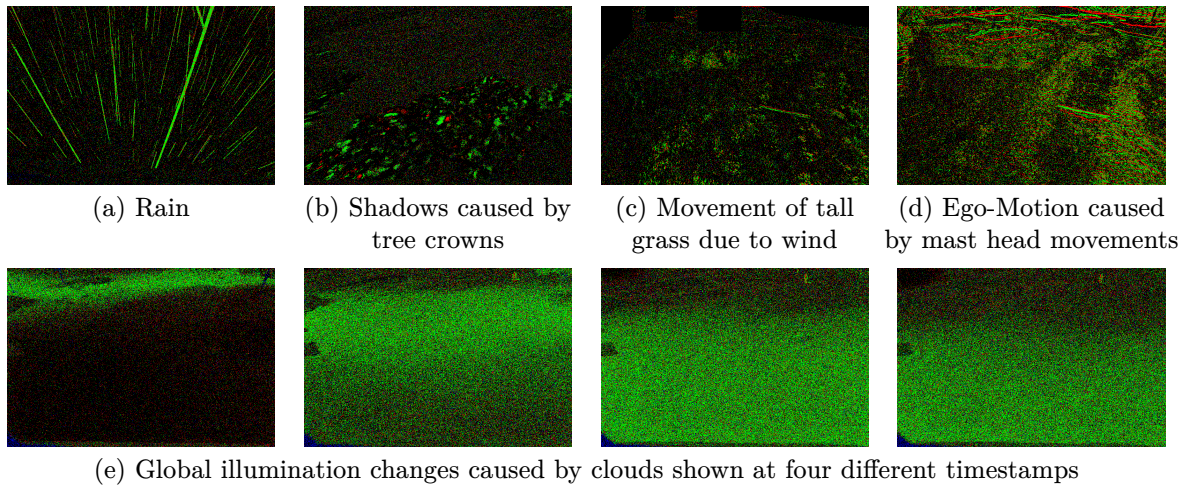 (a) Rain
(b) Shadows caused by
tree crowns
(c) Movement of tall
grass due to wind
(d) Ego-Motion caused
by mast head movements
(e) Global illumination changes caused by clouds shown at four different timestamps